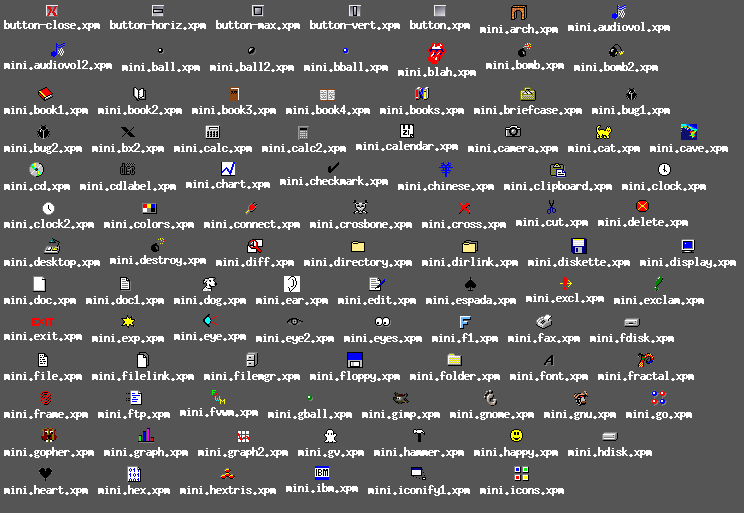 button-close.xpm button-horiz.xpm button-max.xpm button-vert.xpm button.xpm mini.arch.xpm mini.audiovol.xpm
mini.audiovol2.xpm mini.ball.xpm mini.ball2.xpm mini.bball.xpm mini.blah.xpm mini.bomb.xpm mini.bomb2.xpm
mini.book1.xpm mini.book2.xpm mini.book3.xpm mini.book4.xpm mini.books.xpm mini.briefcase.xpm mini.bug1.xpm
mini.bug2.xpm mini.bx2.xpm mini.calc.xpm mini.calc2.xpm mini.calendar.xpm mini.camera.xpm mini.cat.xpm mini.cave.xpm
mini.cd.xpm mini.cdlabel.xpm mini.chart.xpm mini.checkmark.xpm mini.chinese.xpm mini.clipboard.xpm mini.clock.xpm
mini.clock2.xpm mini.colors.xpm mini.connect.xpm mini.crosbone.xpm mini.cross.xpm mini.cut.xpm mini.delete.xpm
mini.desktop.xpm mini.destroy.xpm mini.diff.xpm mini.directory.xpm mini.dirlink.xpm mini.diskette.xpm mini.display.xpm
mini.doc.xpm mini.doc1.xpm mini.dog.xpm mini.ear.xpm mini.edit.xpm mini.espada.xpm mini.excl.xpm mini.exclam.xpm
EXIT
mini.exit.xpm mini.exp.xpm mini.eye.xpm mini.eye2.xpm mini.eyes.xpm mini.f1.xpm mini.fax.xpm mini.fdisk.xpm
mini.file.xpm mini.filelink.xpm mini.filemgr.xpm mini.floppy.xpm mini.folder.xpm mini.font.xpm mini.fractal.xpm
mini.frame.xpm mini.ftp.xpm mini.fvwm.xpm mini.gball.xpm mini.gimp.xpm mini.gnome.xpm mini.gnu.xpm mini.go.xpm
mini.gopher.xpm mini.graph.xpm mini.graph2.xpm mini.gv.xpm mini.hammer.xpm mini.happy.xpm mini.hdisk.xpm
IBM
mini.heart.xpm mini.hex.xpm mini.hextris.xpm mini.ibm.xpm mini.iconify1.xpm mini.icons.xpm